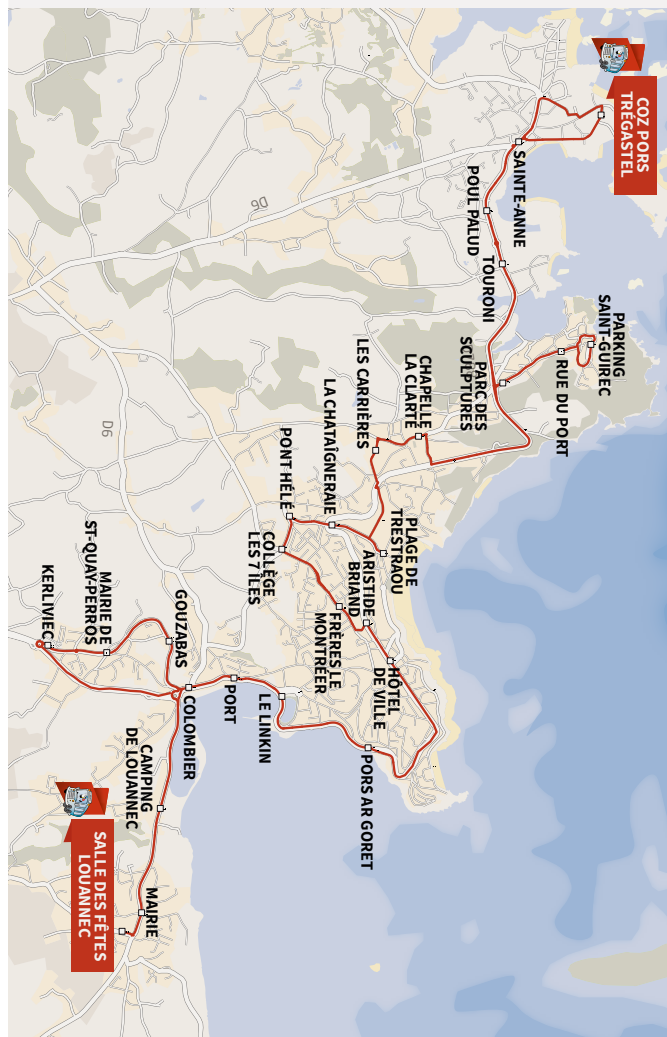 COZ PORS
TRÉGASTEL
SAINTE-ANNE
POUL PALUD
TOURONI
PARKING
SAINT-GUIREC
RUE DU PORT
PARC DES
SCULPTURES
CHAPELLE
LA CLARTÉ
LES CARRIÈRES
LA CHATAÎGNERAIE
PONT HÉLÉ
PLAGE DE
TRESTRAOU
COLLÈGE
LES 7 ÎLES
ARISTIDE
BRIAND
FRÈRES LE
MONTRÉER
HÔTEL
DE VILLE
PORS AR GORET
LE LINKIN
PORT
COLOMBIER
GOUZABAS
MAIRIE DE
ST-QUAY-PERROS
KERLIVIEC
CAMPING
DE LOUANNEC
MAIRIE
SALLE DES FÊTES
LOUANNEC
D6
D6